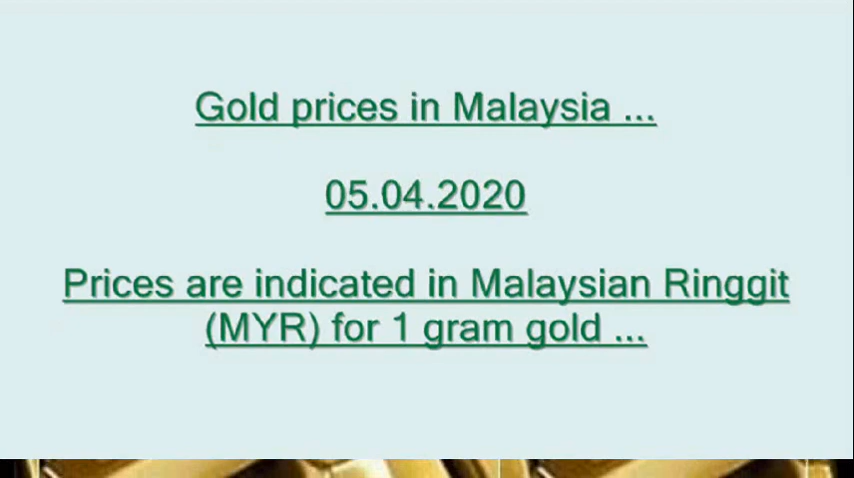 Gold prices in Malaysia ...
05.04.2020
Prices are indicated in Malaysian Ringgit
(MYR) for 1 gram gold ...